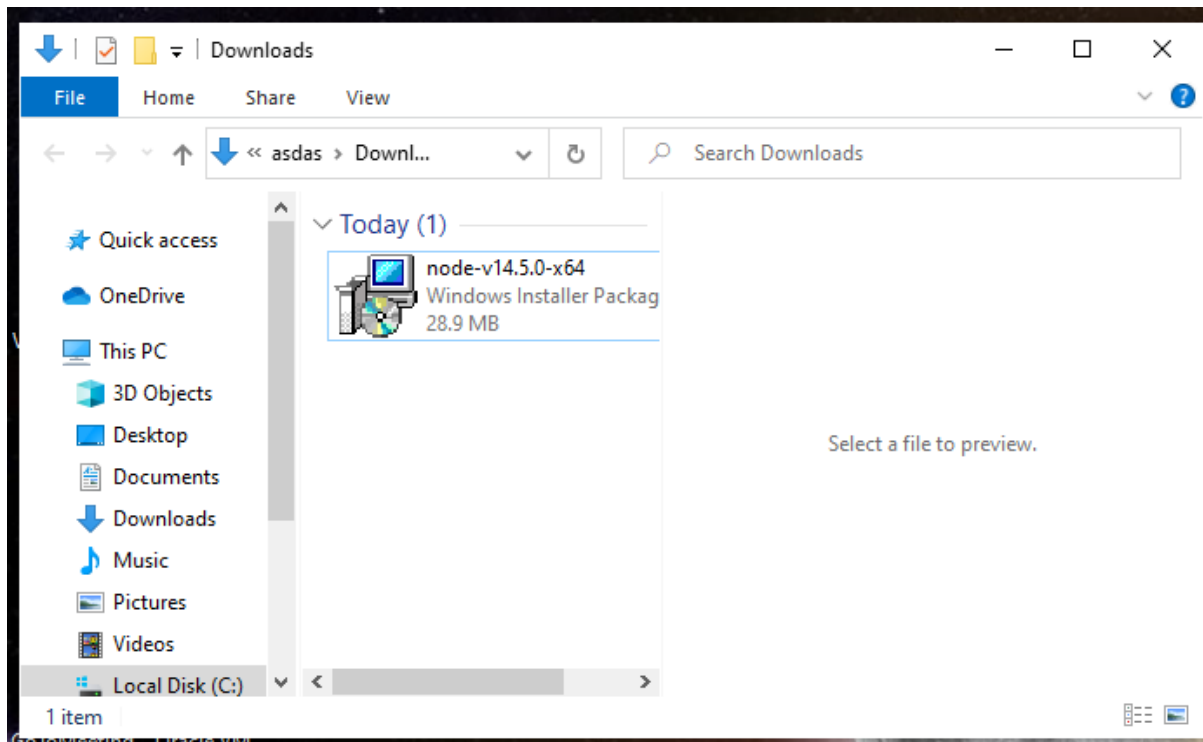 Downloads
File Home Share View
« asdas › Downl...
Search Downloads
Quick access
OneDrive
This PC
3D Objects
Desktop
Documents
Downloads
Music
Pictures
Videos
Local Disk (C:)
Today (1)
node-v14.5.0-x64
Windows Installer Packag
28.9 MB
Select a file to preview.
1 item